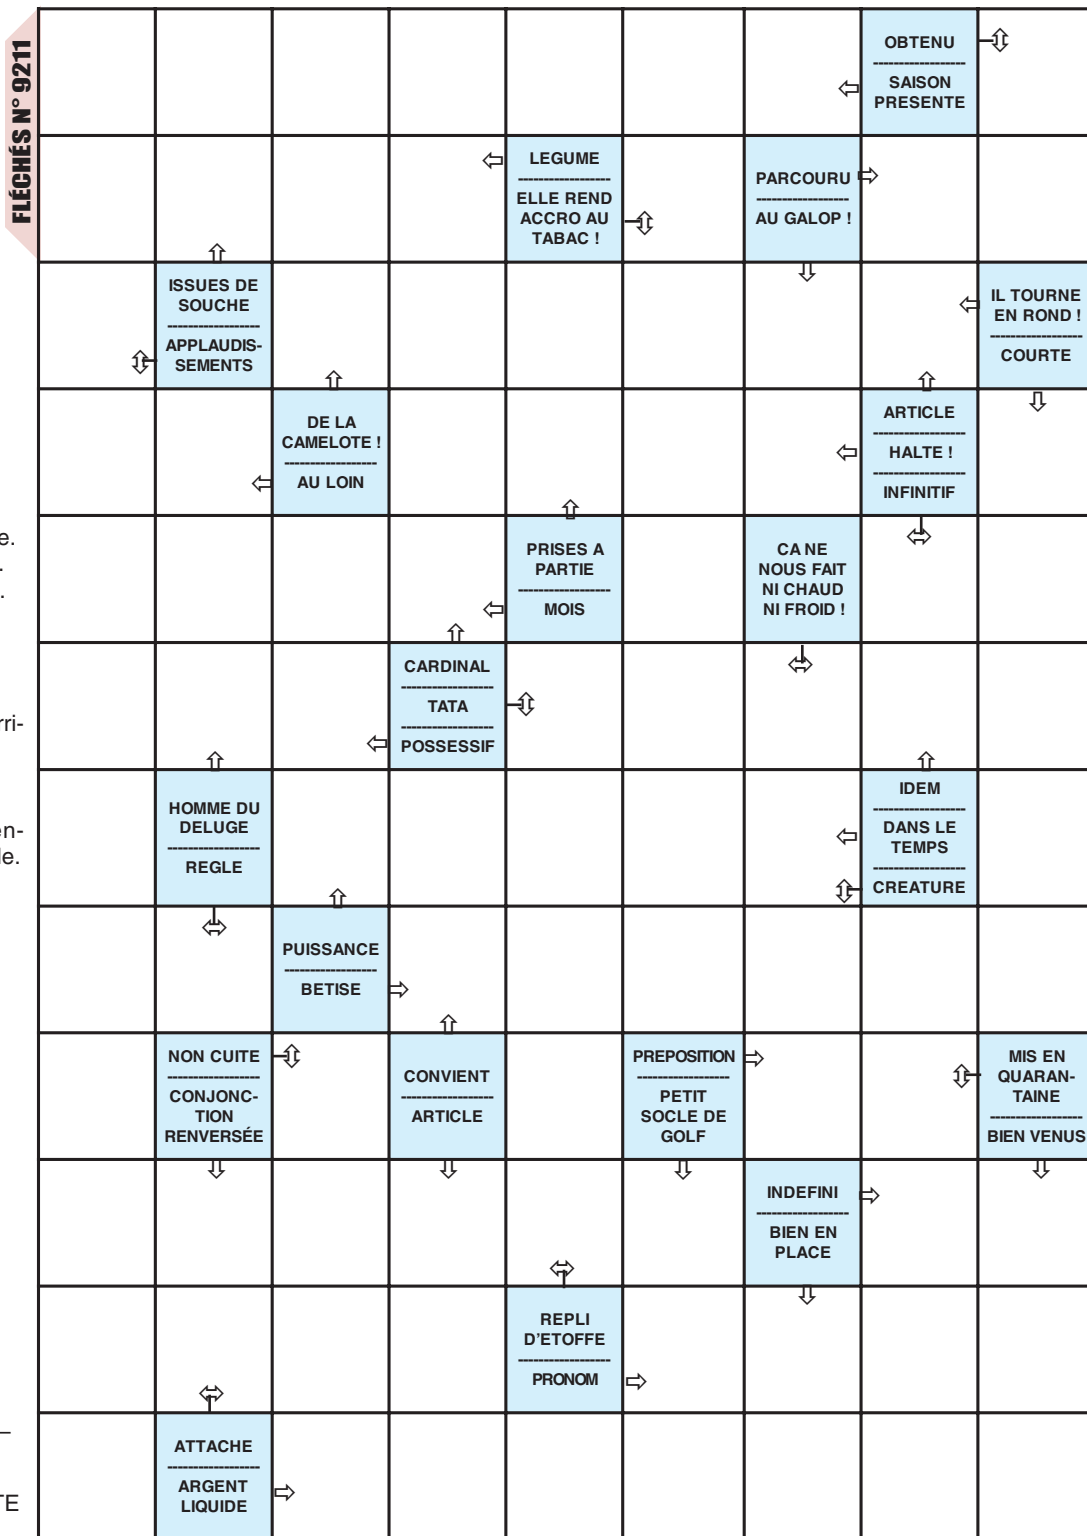 FLÉCHÉS N° 9211
OBTENU
SAISON
PRESENTE
LEGUME
ELLE REND
ACCRO AU
TABAC !
PARCOURU
AU GALOP !
ISSUES DE
SOUCHE
APPLAUDIS-
SEMENTS
IL TOURNE
EN ROND !
COURTE
DE LA
CAMELOTE !
AU LOIN
ARTICLE
HALTE !
INFINITIF
e.
.
.
PRISES A
PARTIE
MOIS
CA NE
NOUS FAIT
NI CHAUD
NI FROID !
rri-
CARDINAL
TATA
POSSESSIF
en-
le.
HOMME DU
DELUGE
REGLE
IDEM
DANS LE
TEMPS
CREATURE
PUISSANCE
BETISE
NON CUITE
CONJONC-
TION
RENVERSÉE
CONVIENT
ARTICLE
PREPOSITION
PETIT
SOCLE DE
GOLF
MIS EN
QUARAN-
TAINE
BIEN VENUS
INDEFINI
BIEN EN
PLACE
REPLI
D'ETOFFE
PRONOM
–
TE
ATTACHE
ARGENT
LIQUIDE